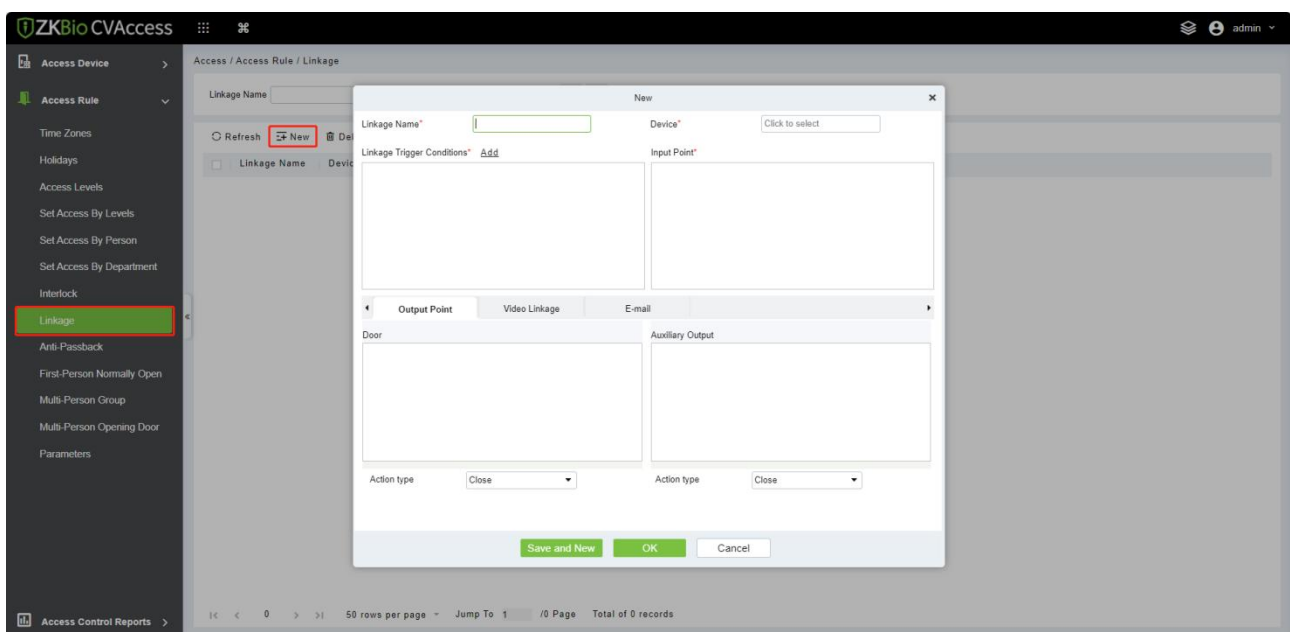 ZKBio CVAccess
admin
Access Device
Access / Access Rule / Linkage
Access Rule
Linkage Name
New
Linkage Name*
Device*
Click to select
Time Zones
Refresh
New
Linkage Trigger Conditions*
Add
Input Point*
Holidays
Linkage Name
Access Levels
Set Access By Levels
Set Access By Person
Set Access By Department
Interlock
Linkage
Output Point
Video Linkage
E-mail
Door
Auxiliary Output
Anti-Passback
First-Person Normally Open
Multi-Person Group
Multi-Person Opening Door
Parameters
Action type
Close
Action type
Close
Save and New
OK
Cancel
Access Control Reports
0
50 rows per page
Jump To 1 /0 Page
Total of 0 records